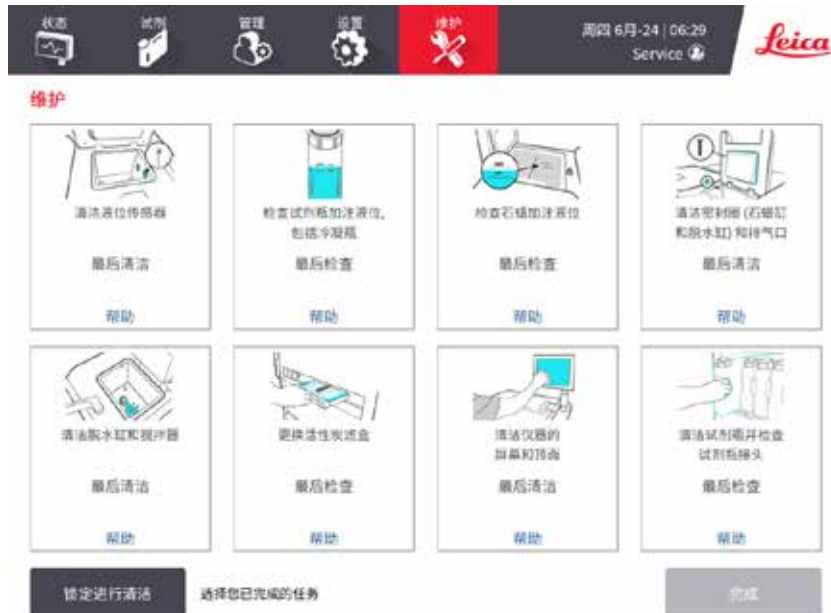 状态
试剂
管理
设置
维护
周四 6月-24 | 06:29
Service
Leica
维护
清洁液位传感器
最后清洁
帮助
检查试剂瓶加注液位,
包括冷凝瓶
最后检查
帮助
检查石蜡加注液位
最后检查
帮助
清洁密封圈 (石蜡缸
和脱水缸) 和排气口
最后清洁
帮助
清洁脱水缸和搅拌器
最后清洁
帮助
更换活性炭滤盒
最后检查
帮助
清洁仪器的
屏幕和顶面
最后清洁
帮助
清洁试剂瓶并检查
试剂瓶接头
最后检查
帮助
锁定进行清洁
选择您已完成的任务
完成